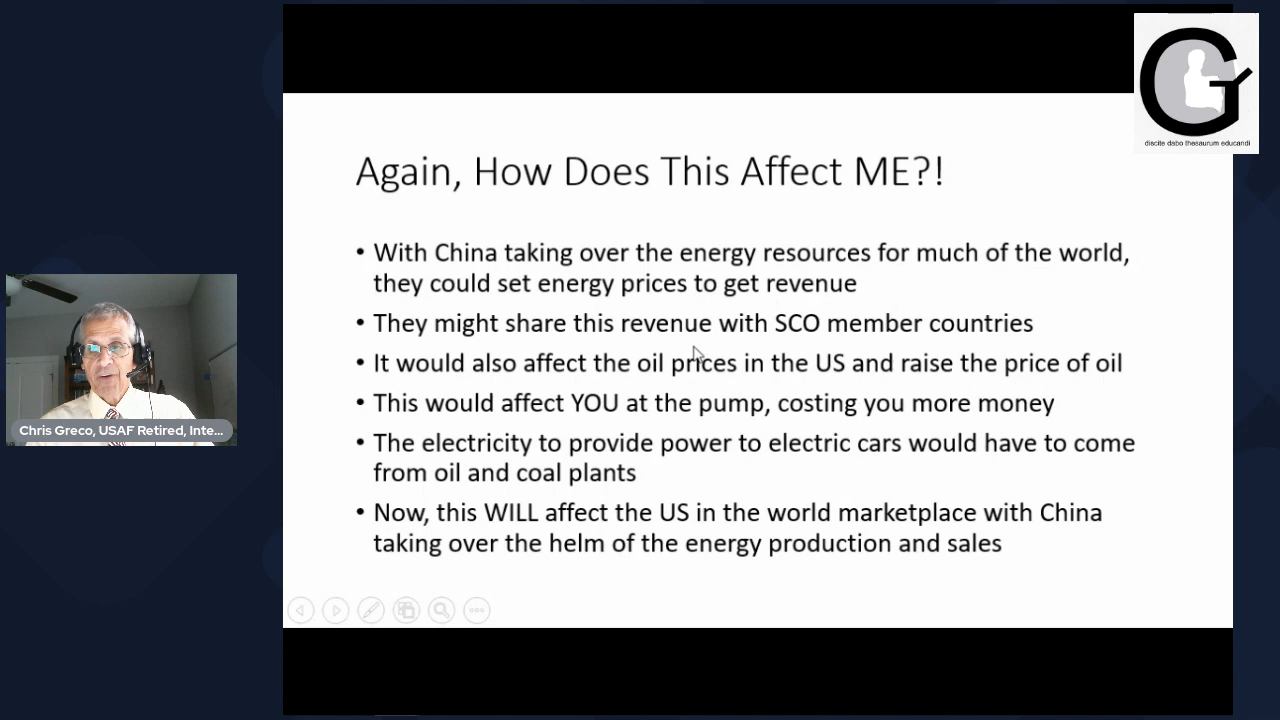 discite dabo thesaurum educandi
Again, How Does This Affect ME?!
• With China taking over the energy resources for much of the world,
they could set energy prices to get revenue
• They might share this revenue with SCO member countries
• It would also affect the oil prices in the US and raise the price of oil
• This would affect YOU at the pump, costing you more money
• The electricity to provide power to electric cars would have to come
from oil and coal plants
• Now, this WILL affect the US in the world marketplace with China
taking over the helm of the energy production and sales
Chris Greco, USAF Retired, Inte...